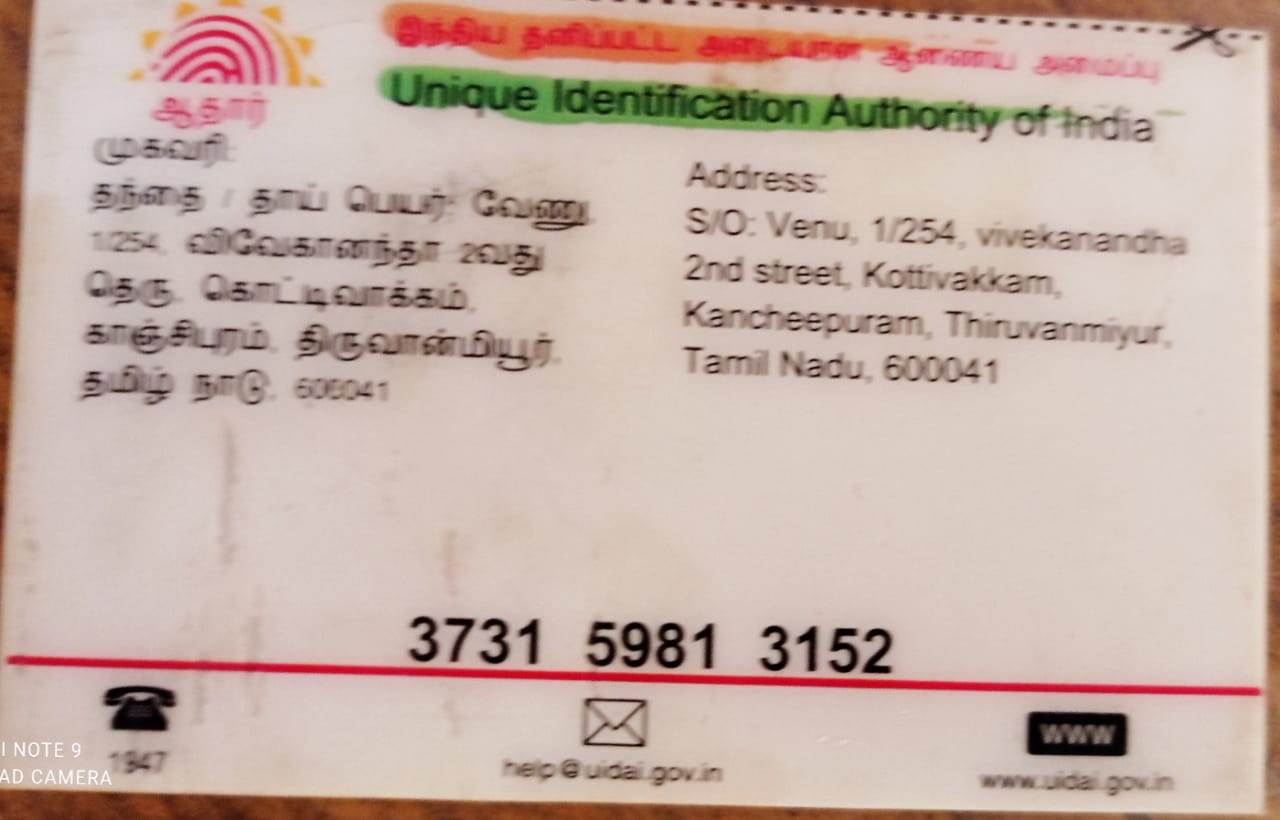 இந்திய தனிப்பட்ட அடையாள ஆணைய அமைப்பு
Unique Identification Authority of India
ஆதார்
முகவரி:
தந்தை / தாய் பெயர்: வேணு,
1/254, விவேகானந்தா 2வது
தெரு, கொட்டிவாக்கம்,
காஞ்சிபுரம், திருவான்மியூர்,
தமிழ் நாடு, 600041
Address:
S/O: Venu, 1/254, vivekanandha
2nd street, Kottivakkam,
Kancheepuram, Thiruvanmiyur,
Tamil Nadu, 600041
3731 5981 3152
1947
help@uidai.gov.in
WWW
www.uidai.gov.in
I NOTE 9
AD CAMERA